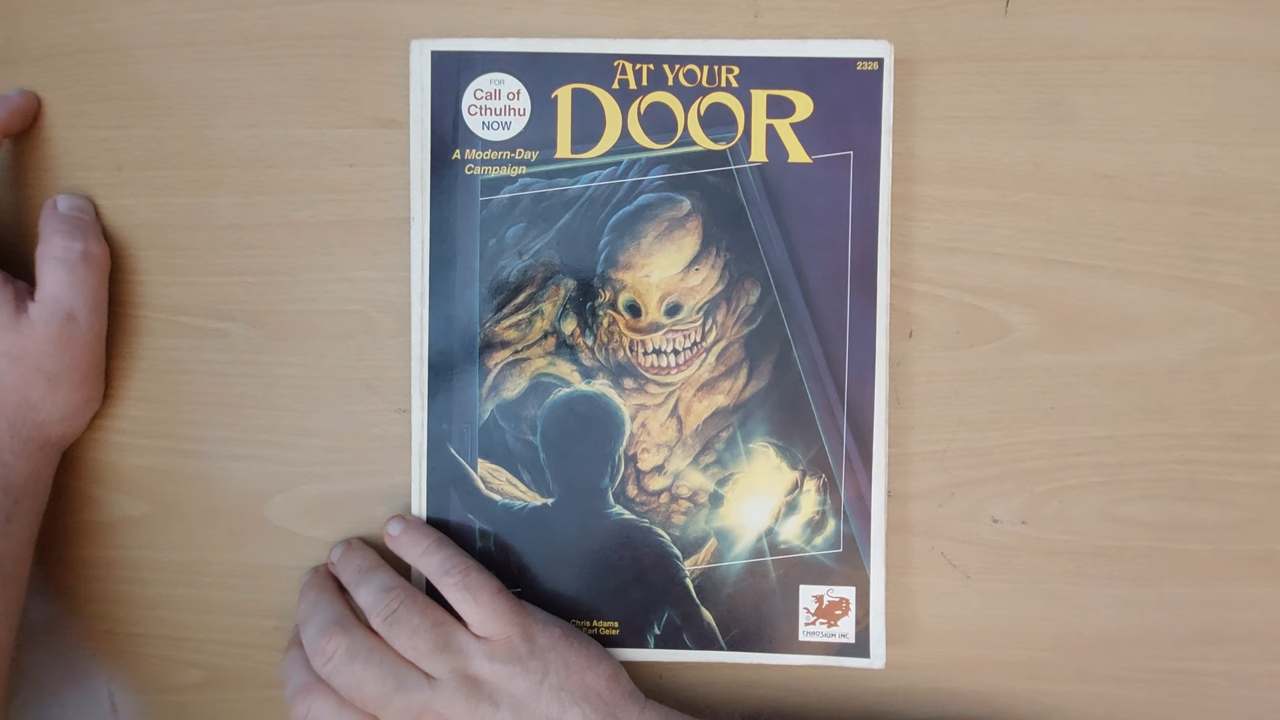 2326
AT YOUR
DOOR
FOR
Call of
Cthulhu
NOW
A Modern-Day
Campaign
Chris Adams
Earl Geier
CHAOSIUM INC.